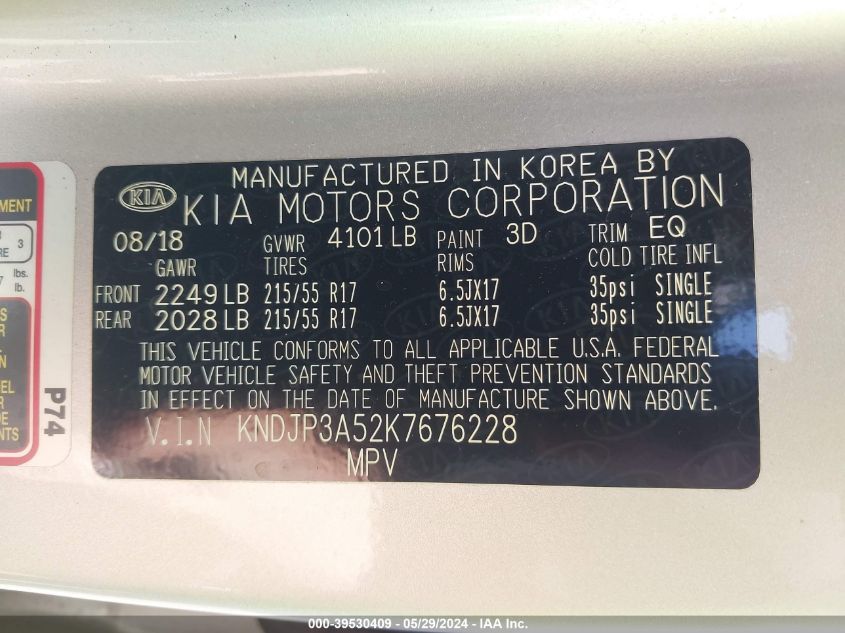 MANUFACTURED IN KOREA BY
KIA KIA MOTORS CORPORATION
08/18 GVWR 4101 LB PAINT 3D TRIM EQ
GAWR TIRES RIMS COLD TIRE INFL
FRONT 2249 LB 215/55 R17 6.5JX17 35psi SINGLE
REAR 2028 LB 215/55 R17 6.5JX17 35psi SINGLE
THIS VEHICLE CONFORMS TO ALL APPLICABLE U.S.A. FEDERAL
MOTOR VEHICLE SAFETY AND THEFT PREVENTION STANDARDS
IN EFFECT ON THE DATE OF MANUFACTURE SHOWN ABOVE.
V.I.N KNDJP3A52K7676228
MPV
3
lbs.
lb.
P74
000-39530409 - 05/29/2024 - IAA Inc.